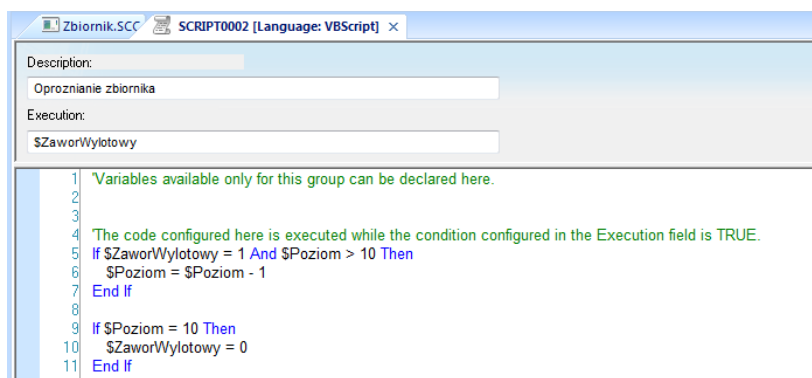 Zbiornik.SCC
SCRIPT0002 [Language: VBScript] ×
Description:
Oproznianie zbiornika
Execution:
$ZaworWylotowy
1 'Variables available only for this group can be declared here.
2
3
4 'The code configured here is executed while the condition configured in the Execution field is TRUE.
5 If $ZaworWylotowy = 1 And $Poziom > 10 Then
6 $Poziom = $Poziom - 1
7 End If
8
9 If $Poziom = 10 Then
10 $ZaworWylotowy = 0
11 End If